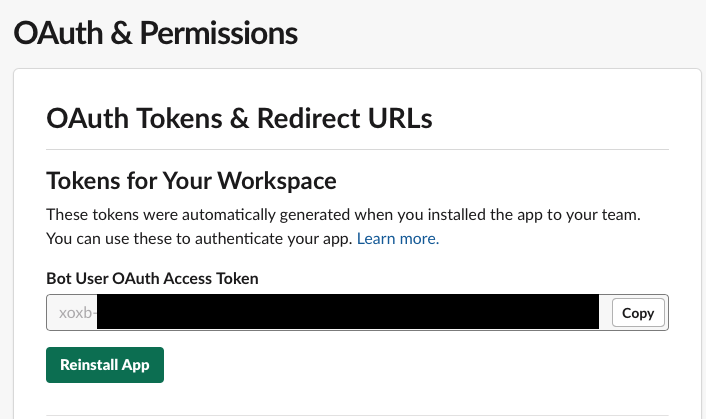 OAuth & Permissions
OAuth Tokens & Redirect URLs
Tokens for Your Workspace
These tokens were automatically generated when you installed the app to your team.
You can use these to authenticate your app. Learn more.
Bot User OAuth Access Token
xoxb-
Copy
Reinstall App